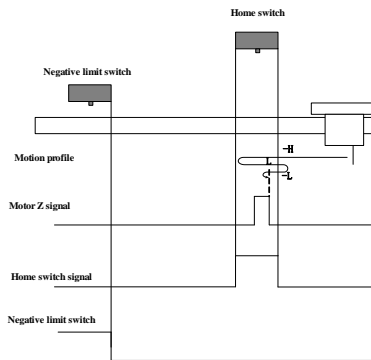 Home switch
Negative limit switch
Motion profile
H
L
L
Motor Z signal
Home switch signal
Negative limit switch